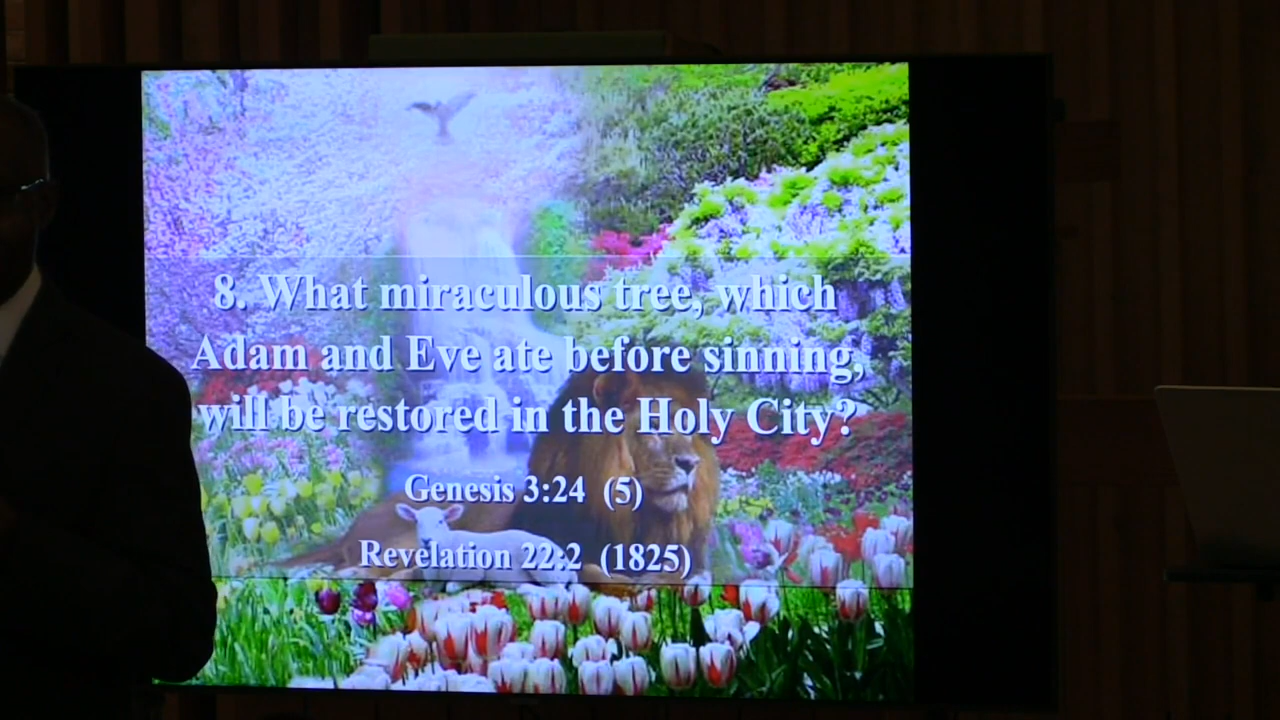 8. What miraculous tree, which
Adam and Eve ate before sinning,
will be restored in the Holy City?
Genesis 3:24 (5)
Revelation 22:2 (1825)